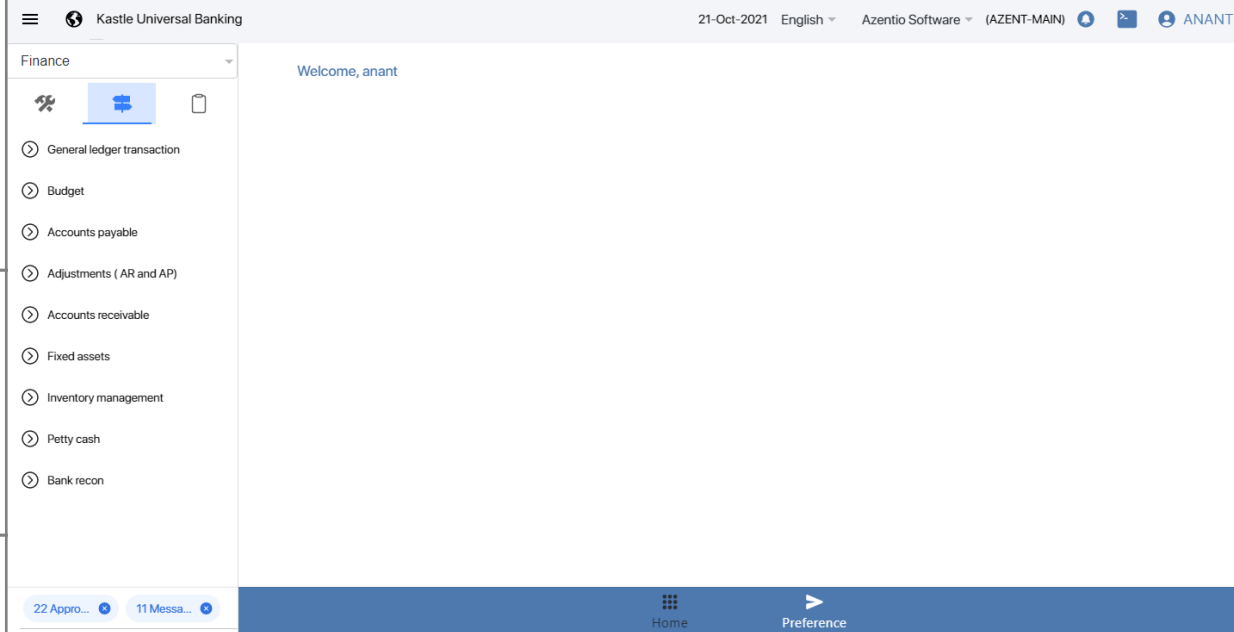 Kastle Universal Banking 21-Oct-2021 English Azentio Software (AZENT-MAIN) ANANT
Finance
Welcome, anant
General ledger transaction
Budget
Accounts payable
Adjustments ( AR and AP)
Accounts receivable
Fixed assets
Inventory management
Petty cash
Bank recon
22 Appro... 11 Messa...
Home Preference